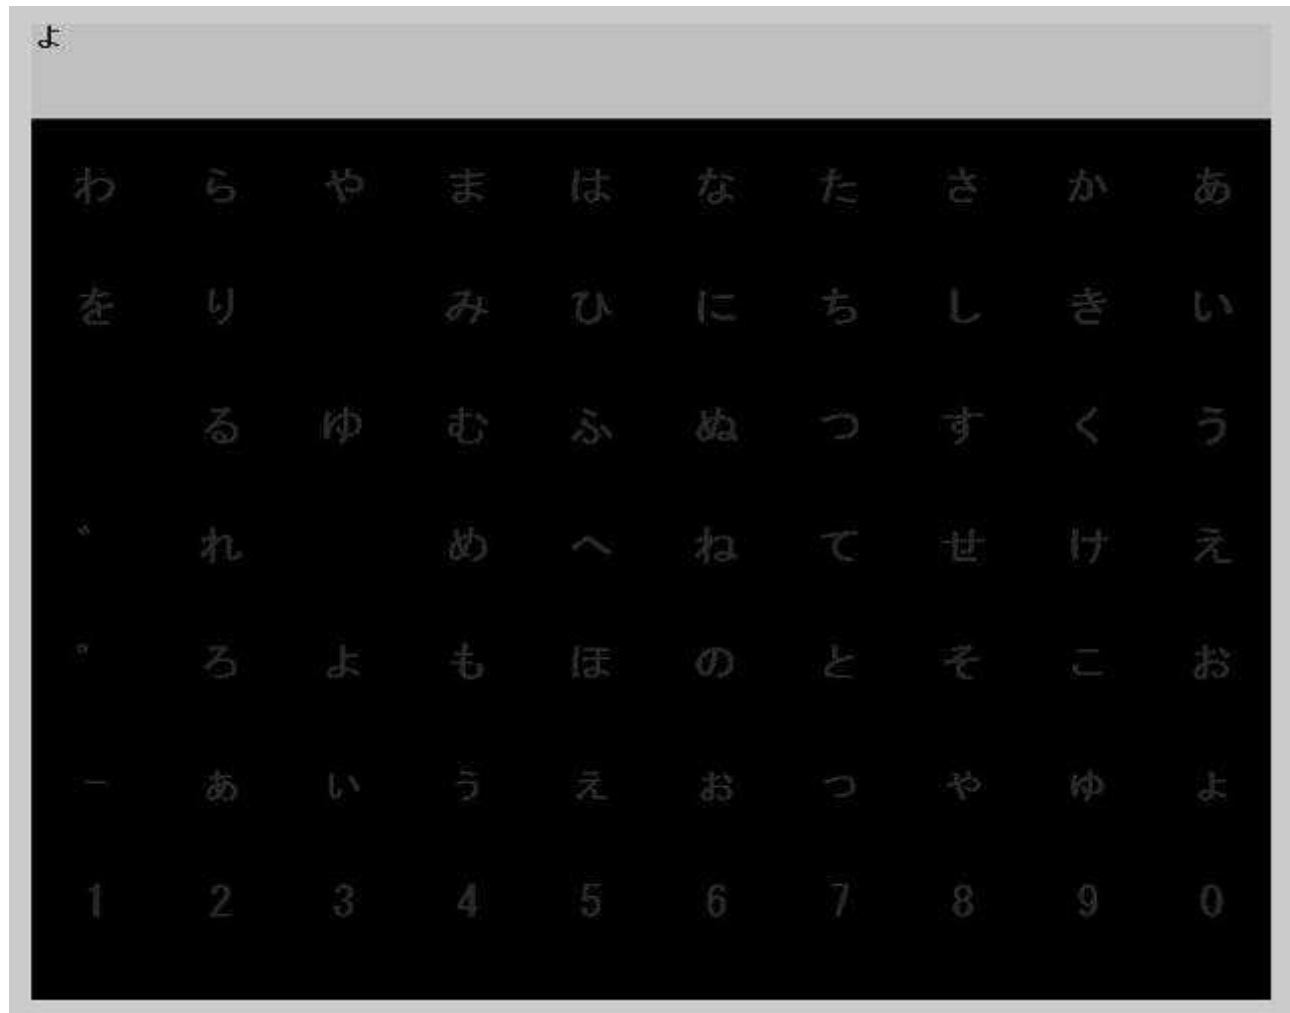 よ
わ ら や ま は な た さ か あ
を り み ひ に ち し き い
る ゆ む ふ ぬ つ す く う
゛ れ め へ ね て せ け え
゜ ろ よ も ほ の と そ こ お
ー ぁ ぃ ぅ ぇ ぉ っ ゃ ゅ ょ
1 2 3 4 5 6 7 8 9 0